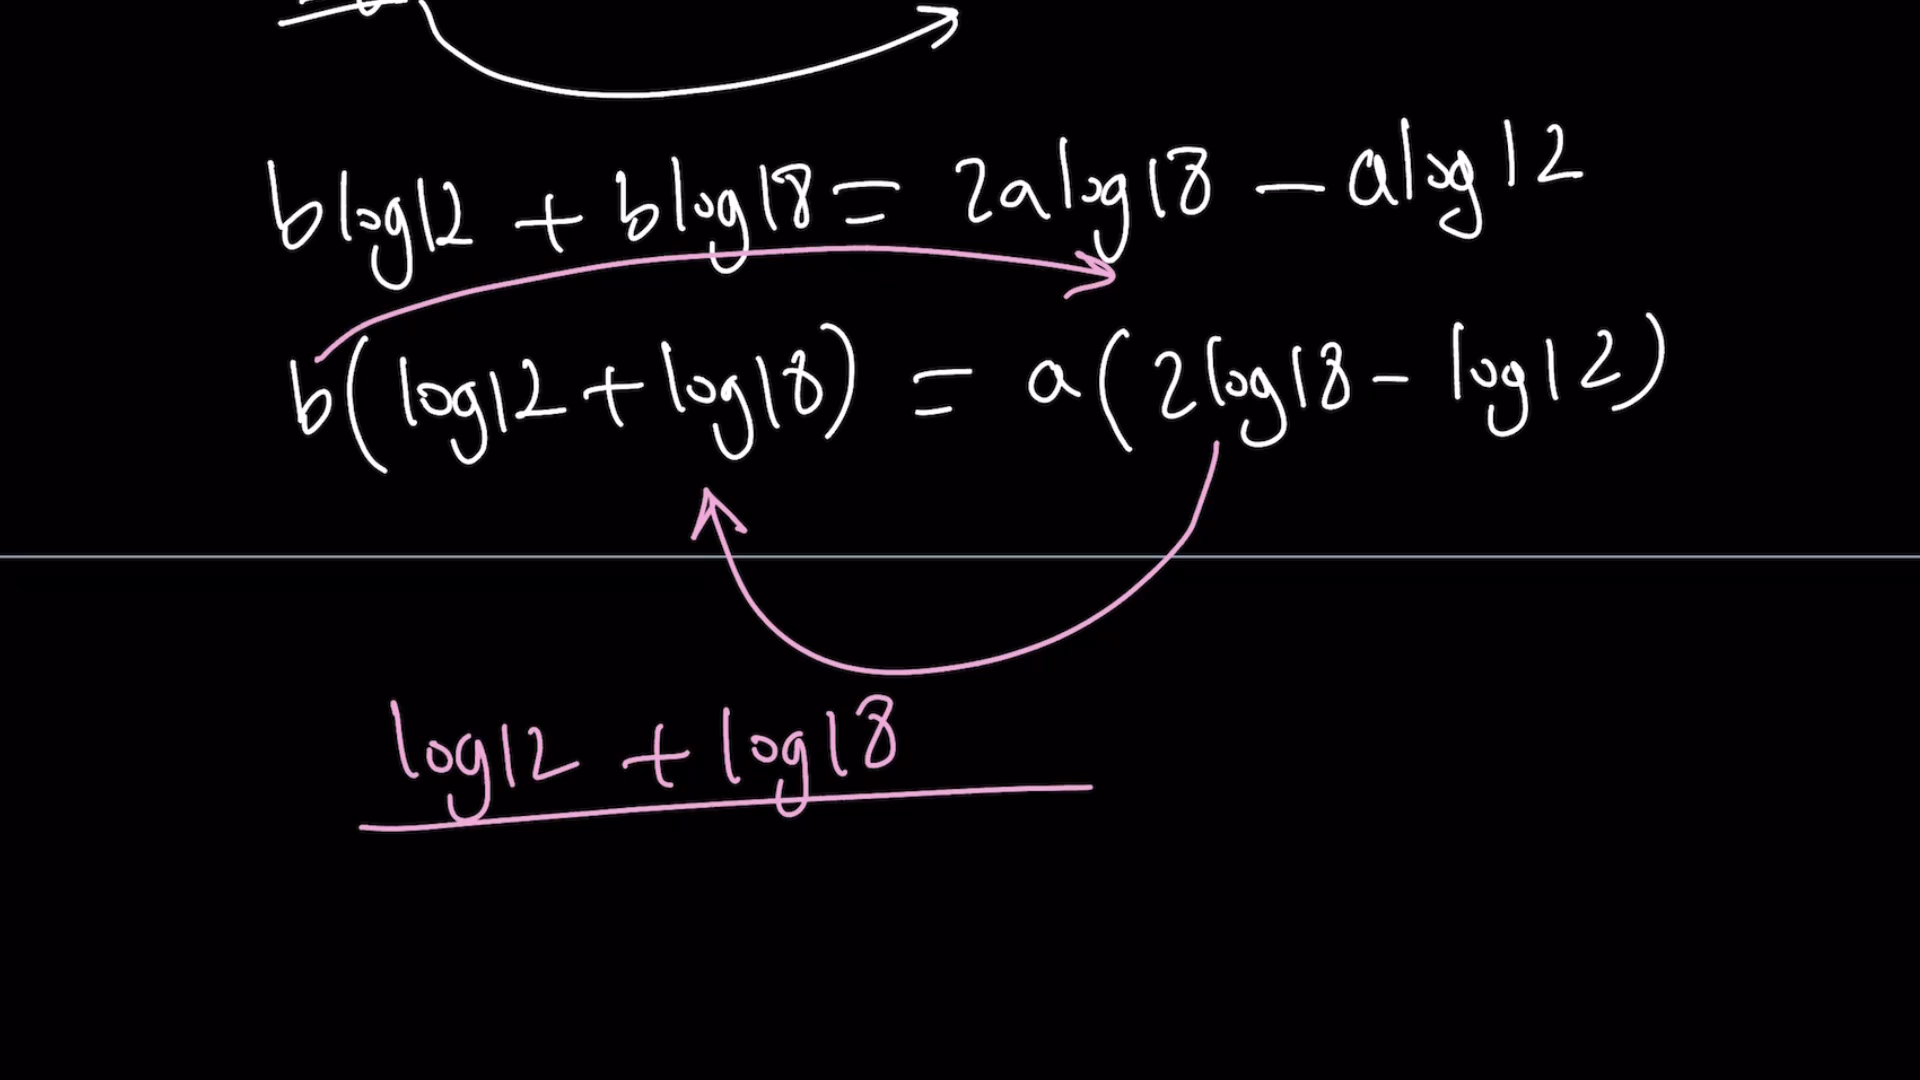 blog12 + blog18 = 2alog18 - alog12
b(log12 + log18) = a(2log18 - log12)
log12 + log18